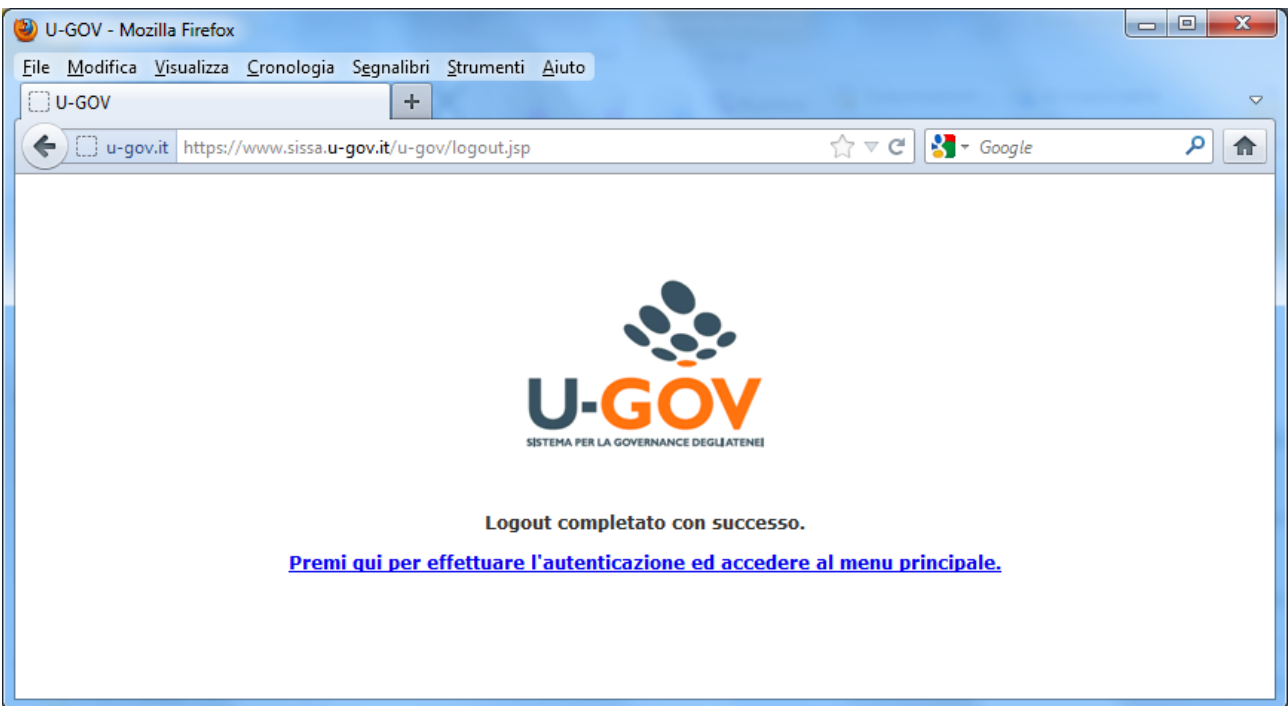 U-GOV - Mozilla Firefox
File Modifica Visualizza Cronologia Segnalibri Strumenti Aiuto
U-GOV
u-gov.it https://www.sissa.u-gov.it/u-gov/logout.jsp Google
U-GOV
SISTEMA PER LA GOVERNANCE DEGLI ATENEI
Logout completato con successo.
Premi qui per effettuare l'autenticazione ed accedere al menu principale.